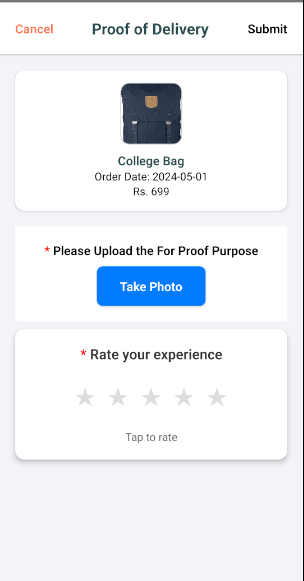 Cancel Proof of Delivery Submit
College Bag
Order Date: 2024-05-01
Rs. 699
* Please Upload the For Proof Purpose
Take Photo
* Rate your experience
Tap to rate